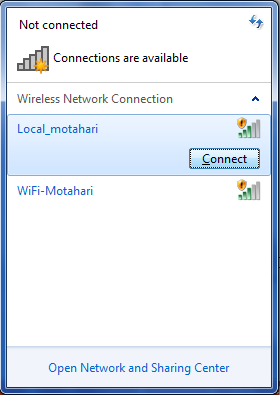 Not connected
Connections are available
Wireless Network Connection
Local_motahari
Connect
WiFi-Motahari
Open Network and Sharing Center